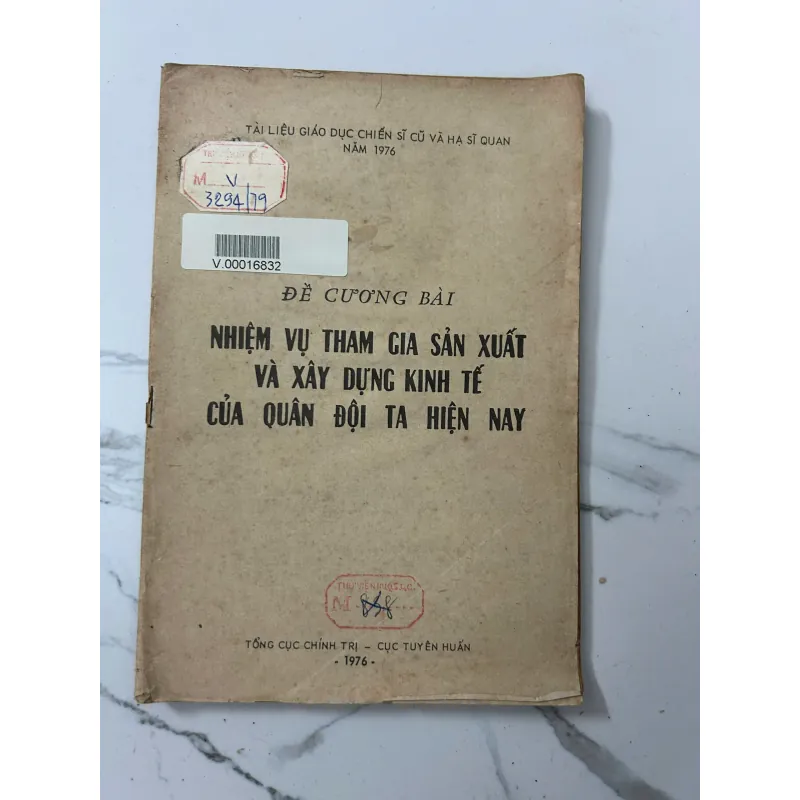 TÀI LIỆU GIÁO DỤC CHIẾN SĨ CŨ VÀ HẠ SĨ QUAN
NĂM 1976
M V
3294/79
V.00016832
ĐỀ CƯƠNG BÀI
NHIỆM VỤ THAM GIA SẢN XUẤT
VÀ XÂY DỰNG KINH TẾ
CỦA QUÂN ĐỘI TA HIỆN NAY
M
TỔNG CỤC CHÍNH TRỊ - CỤC TUYÊN HUẤN
- 1976 -